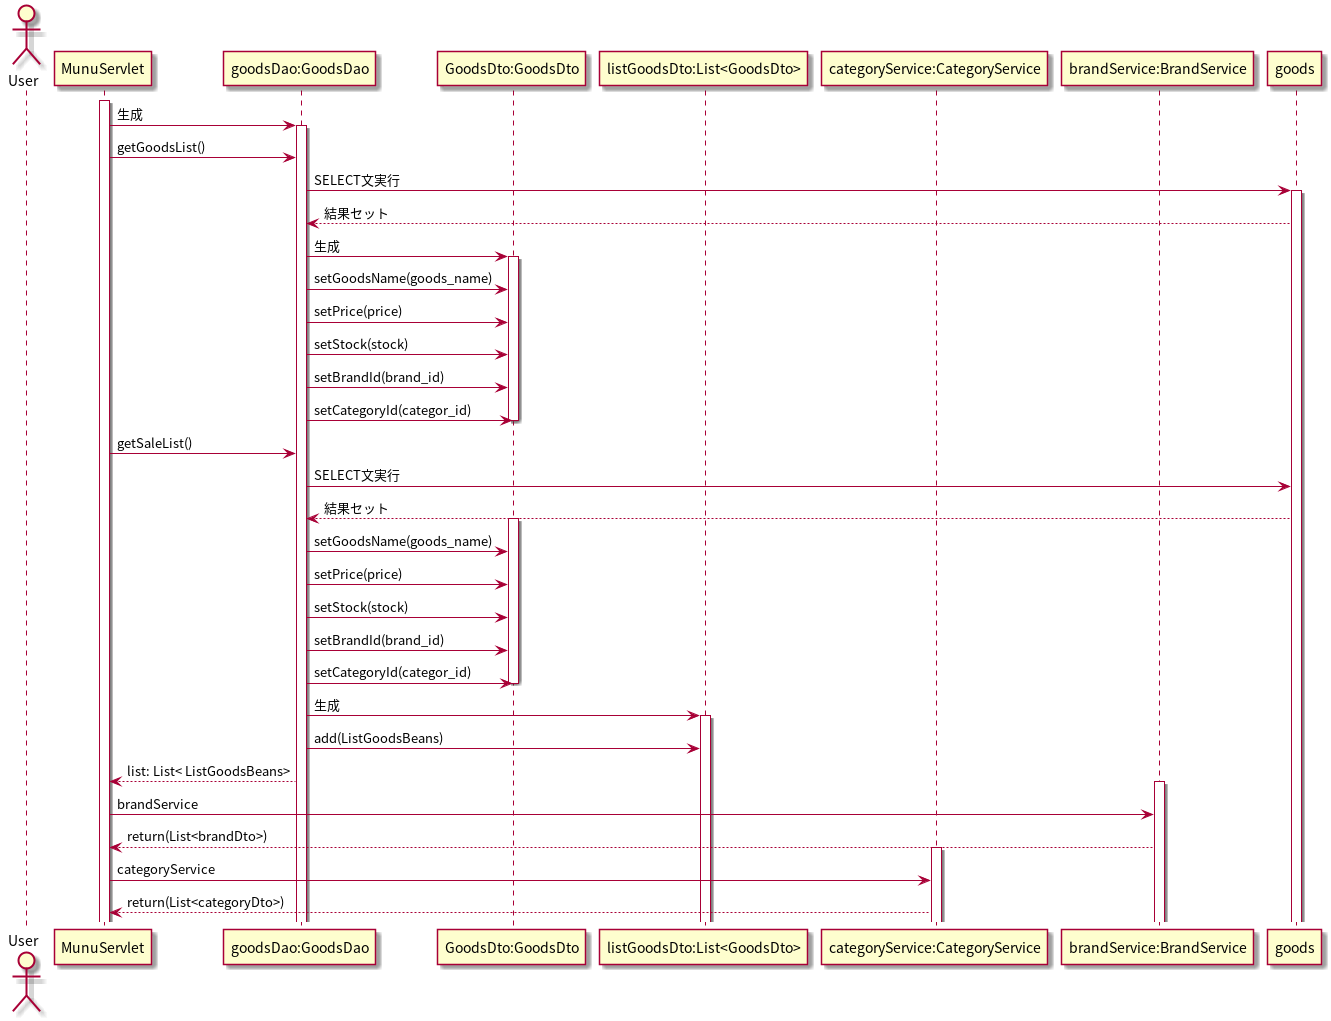 User
MunuServlet
goodsDao:GoodsDao
GoodsDto:GoodsDto
listGoodsDto:List<GoodsDto>
categoryService:CategoryService
brandService:BrandService
goods
生成
getGoodsList()
SELECT文実行
結果セット
生成
setGoodsName(goods_name)
setPrice(price)
setStock(stock)
setBrandId(brand_id)
setCategoryId(categor_id)
getSaleList()
SELECT文実行
結果セット
setGoodsName(goods_name)
setPrice(price)
setStock(stock)
setBrandId(brand_id)
setCategoryId(categor_id)
生成
add(ListGoodsBeans)
list: List< ListGoodsBeans>
brandService
return(List<brandDto>)
categoryService
return(List<categoryDto>)
User
MunuServlet
goodsDao:GoodsDao
GoodsDto:GoodsDto
listGoodsDto:List<GoodsDto>
categoryService:CategoryService
brandService:BrandService
goods